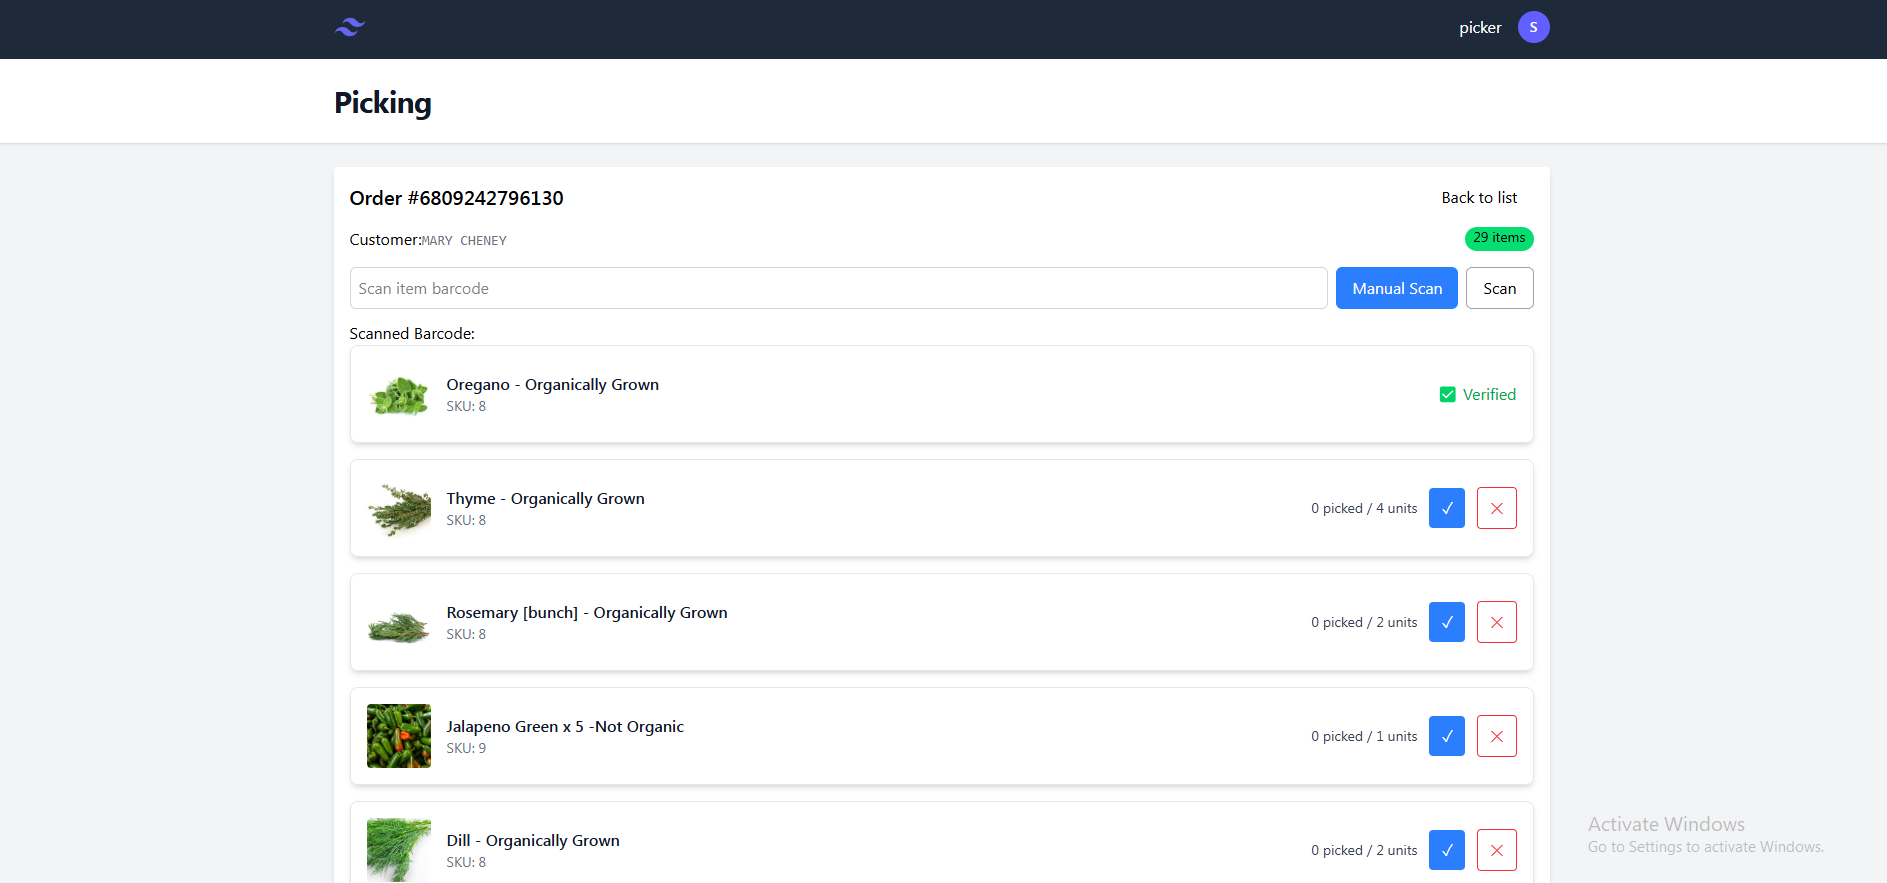 picker
S
Picking
Order #6809242796130
Back to list
Customer:MARY CHENEY
29 items
Scan item barcode
Manual Scan
Scan
Scanned Barcode:
Oregano - Organically Grown
SKU: 8
Verified
Thyme - Organically Grown
SKU: 8
0 picked / 4 units
Rosemary [bunch] - Organically Grown
SKU: 8
0 picked / 2 units
Jalapeno Green x 5 -Not Organic
SKU: 9
0 picked / 1 units
Dill - Organically Grown
SKU: 8
0 picked / 2 units
Activate Windows
Go to Settings to activate Windows.